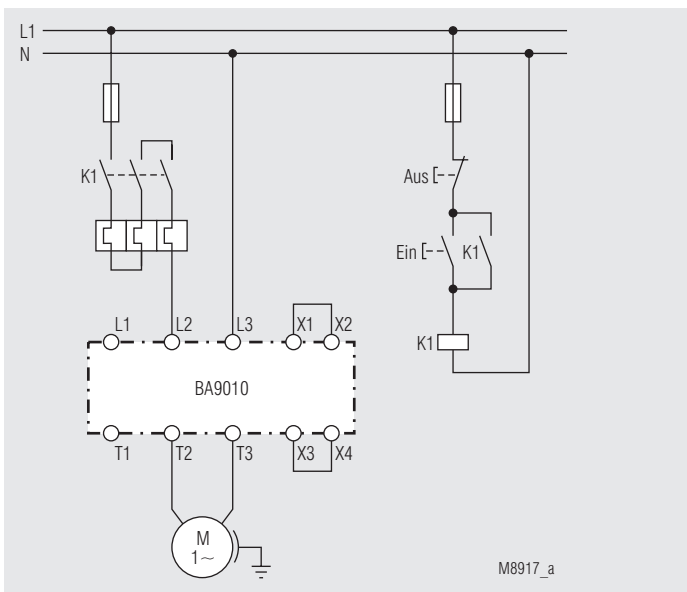 L1
N
K1
Aus
Ein K1
K1
L1 L2 L3 X1 X2
BA9010
T1 T2 T3 X3 X4
M
1~
M8917_a